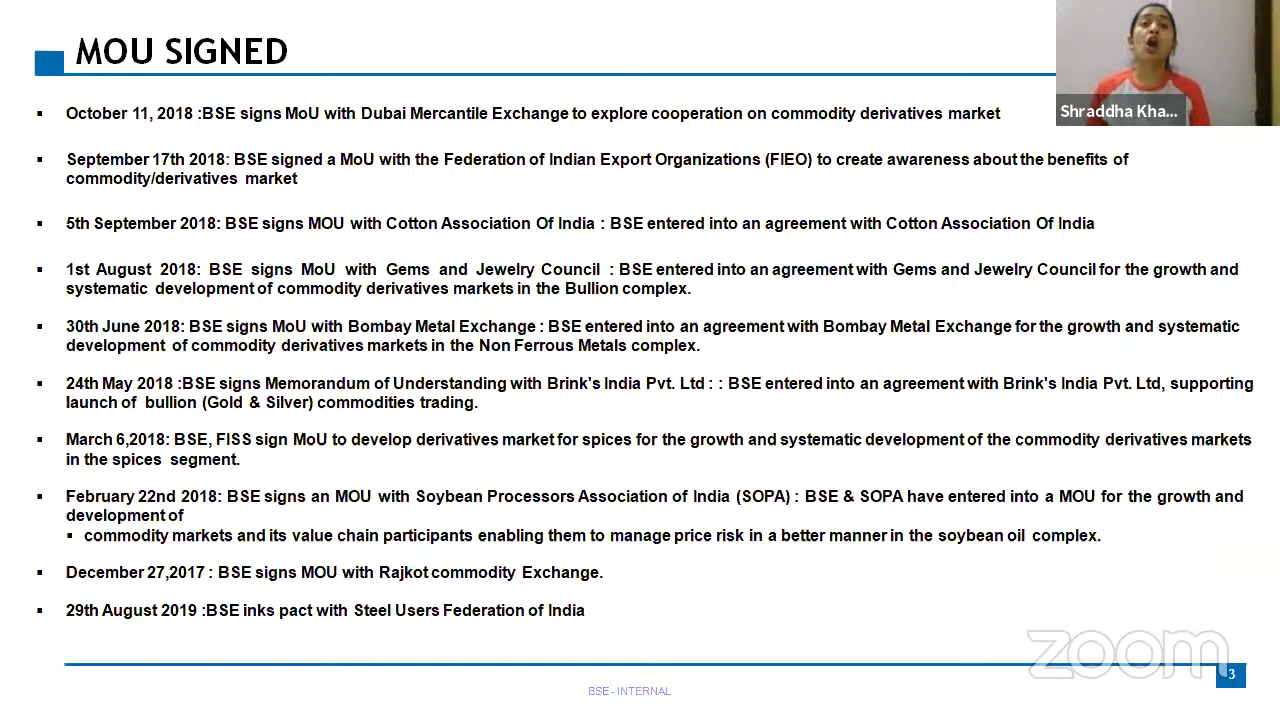 MOU SIGNED
Shraddha Kha...
October 11, 2018 :BSE signs MoU with Dubai Mercantile Exchange to explore cooperation on commodity derivatives market
September 17th 2018: BSE signed a MoU with the Federation of Indian Export Organizations (FIEO) to create awareness about the benefits of
commodity/derivatives market
5th September 2018: BSE signs MOU with Cotton Association Of India : BSE entered into an agreement with Cotton Association Of India
1st August 2018: BSE signs MoU with Gems and Jewelry Council : BSE entered into an agreement with Gems and Jewelry Council for the growth and
systematic development of commodity derivatives markets in the Bullion complex.
30th June 2018: BSE signs MoU with Bombay Metal Exchange : BSE entered into an agreement with Bombay Metal Exchange for the growth and systematic
development of commodity derivatives markets in the Non Ferrous Metals complex.
24th May 2018 :BSE signs Memorandum of Understanding with Brink's India Pvt. Ltd : : BSE entered into an agreement with Brink's India Pvt. Ltd, supporting
launch of bullion (Gold & Silver) commodities trading.
March 6,2018: BSE, FISS sign MoU to develop derivatives market for spices for the growth and systematic development of the commodity derivatives markets
in the spices segment.
February 22nd 2018: BSE signs an MOU with Soybean Processors Association of India (SOPA) : BSE & SOPA have entered into a MOU for the growth and
development of
commodity markets and its value chain participants enabling them to manage price risk in a better manner in the soybean oil complex.
December 27,2017 : BSE signs MOU with Rajkot commodity Exchange.
29th August 2019 :BSE inks pact with Steel Users Federation of India
zoom
3
BSE - INTERNAL